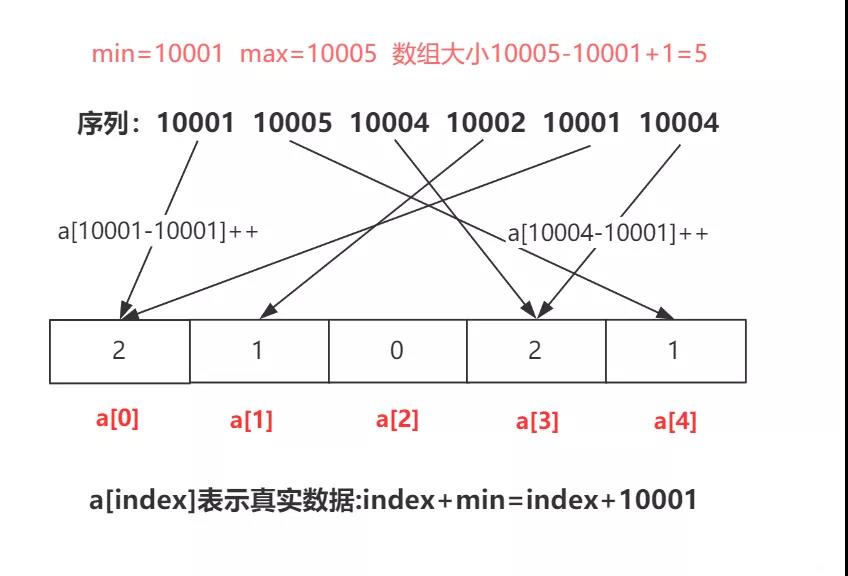 min=10001 max=10005 数组大小10005-10001+1=5
序列：10001 10005 10004 10002 10001 10004
a[10001-10001]++ a[10004-10001]++
2 1 0 2 1
a[0] a[1] a[2] a[3] a[4]
a[index]表示真实数据:index+min=index+10001